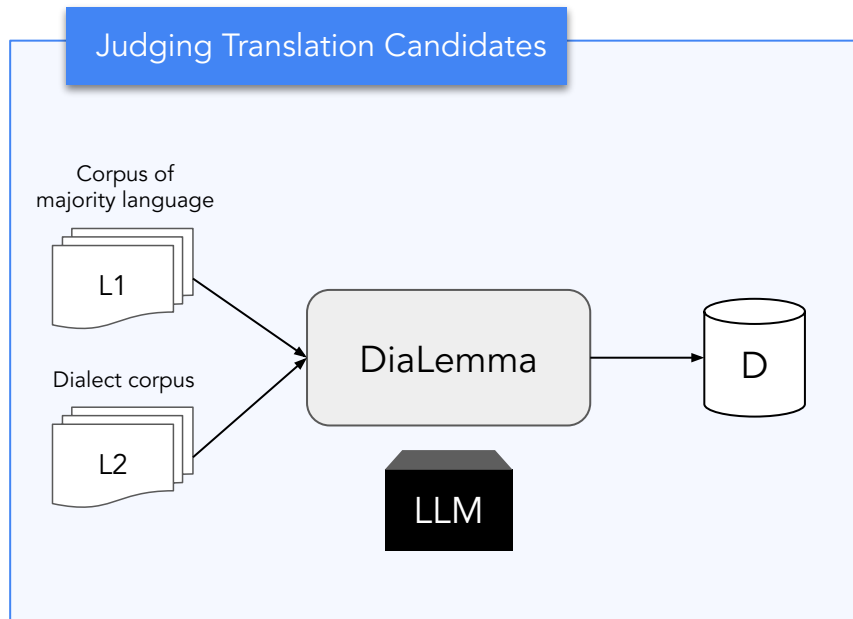 Judging Translation Candidates
Corpus of
majority language
L1
Dialect corpus
L2
DiaLemma
LLM
D